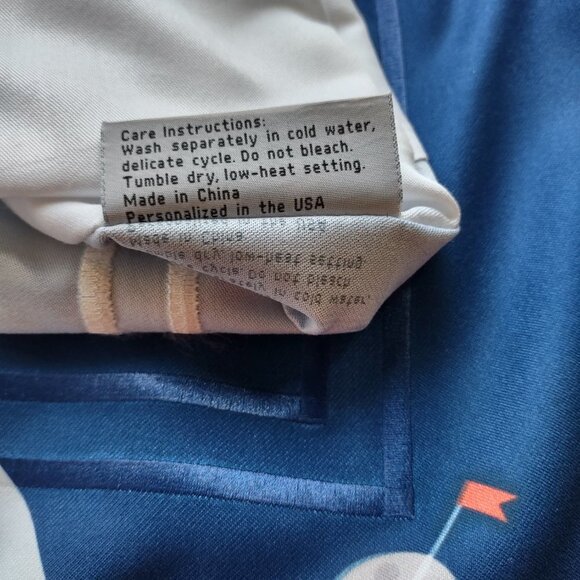 Care Instructions:
Wash separately in cold water,
delicate cycle. Do not bleach.
Tumble dry, low-heat setting.
Made in China
Personalized in the USA